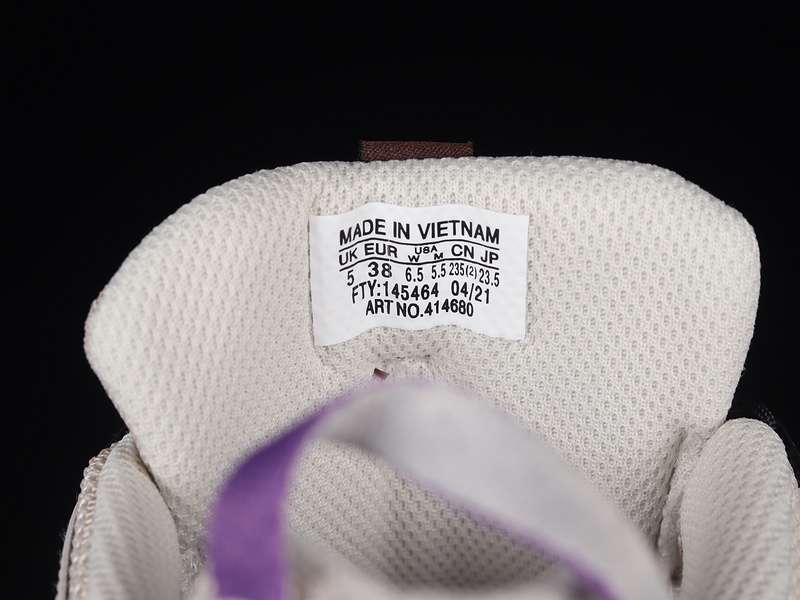 MADE IN VIETNAM
UK EUR USA W M CN JP
5 38 6.5 5.5 235(2) 23.5
FTY:145464 04/21
ART NO.414680